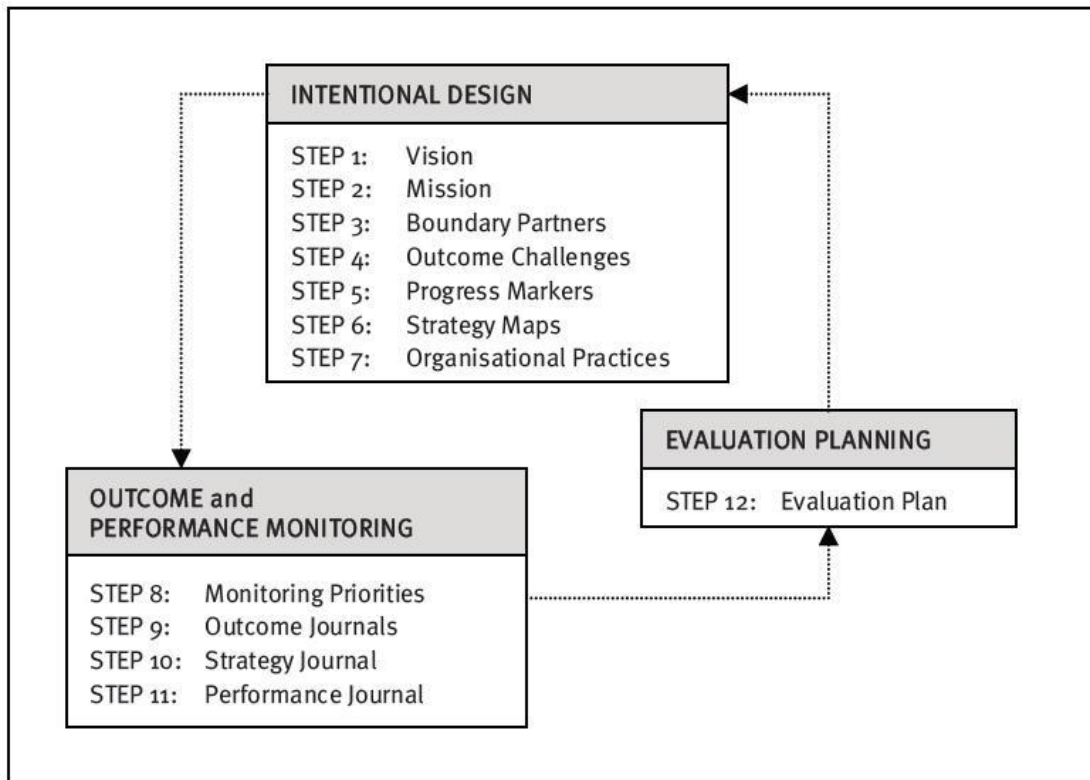 INTENTIONAL DESIGN
STEP 1: Vision
STEP 2: Mission
STEP 3: Boundary Partners
STEP 4: Outcome Challenges
STEP 5: Progress Markers
STEP 6: Strategy Maps
STEP 7: Organisational Practices
EVALUATION PLANNING
STEP 12: Evaluation Plan
OUTCOME and
PERFORMANCE MONITORING
STEP 8: Monitoring Priorities
STEP 9: Outcome Journals
STEP 10: Strategy Journal
STEP 11: Performance Journal